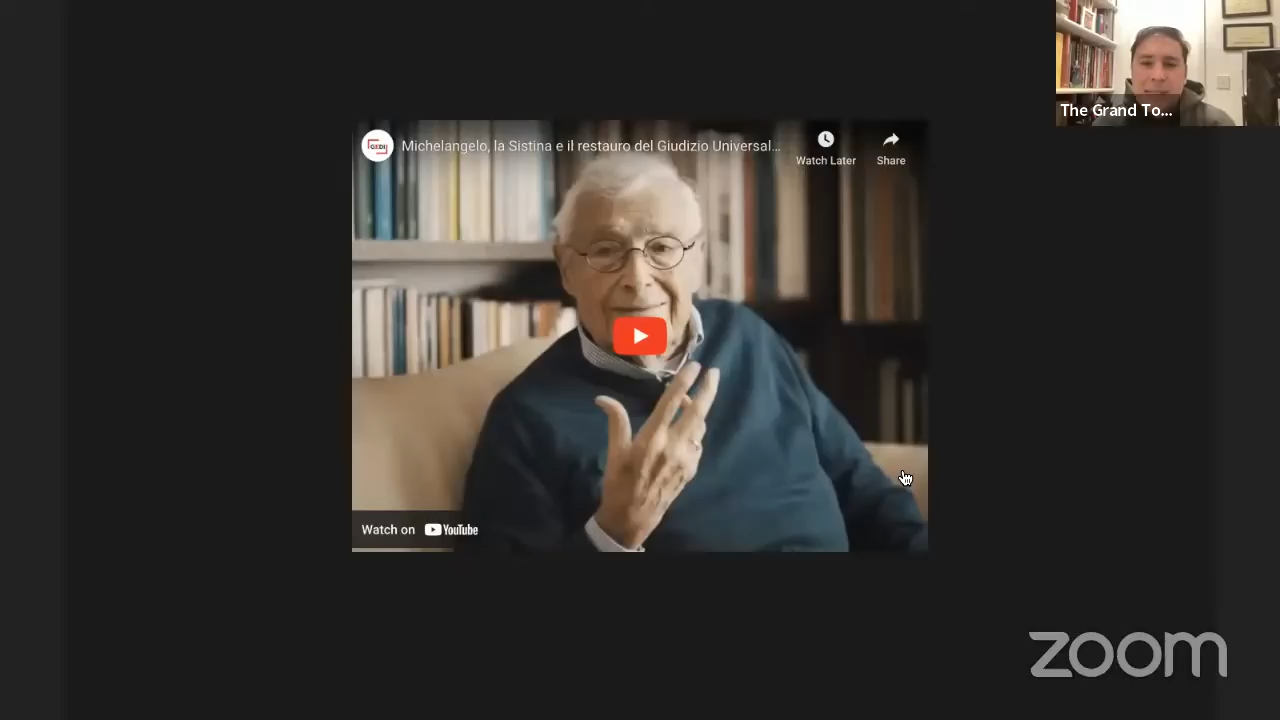 The Grand To...
Michelangelo, la Sistina e il restauro del Giudizio Universal...
Watch Later
Share
Watch on YouTube
zoom